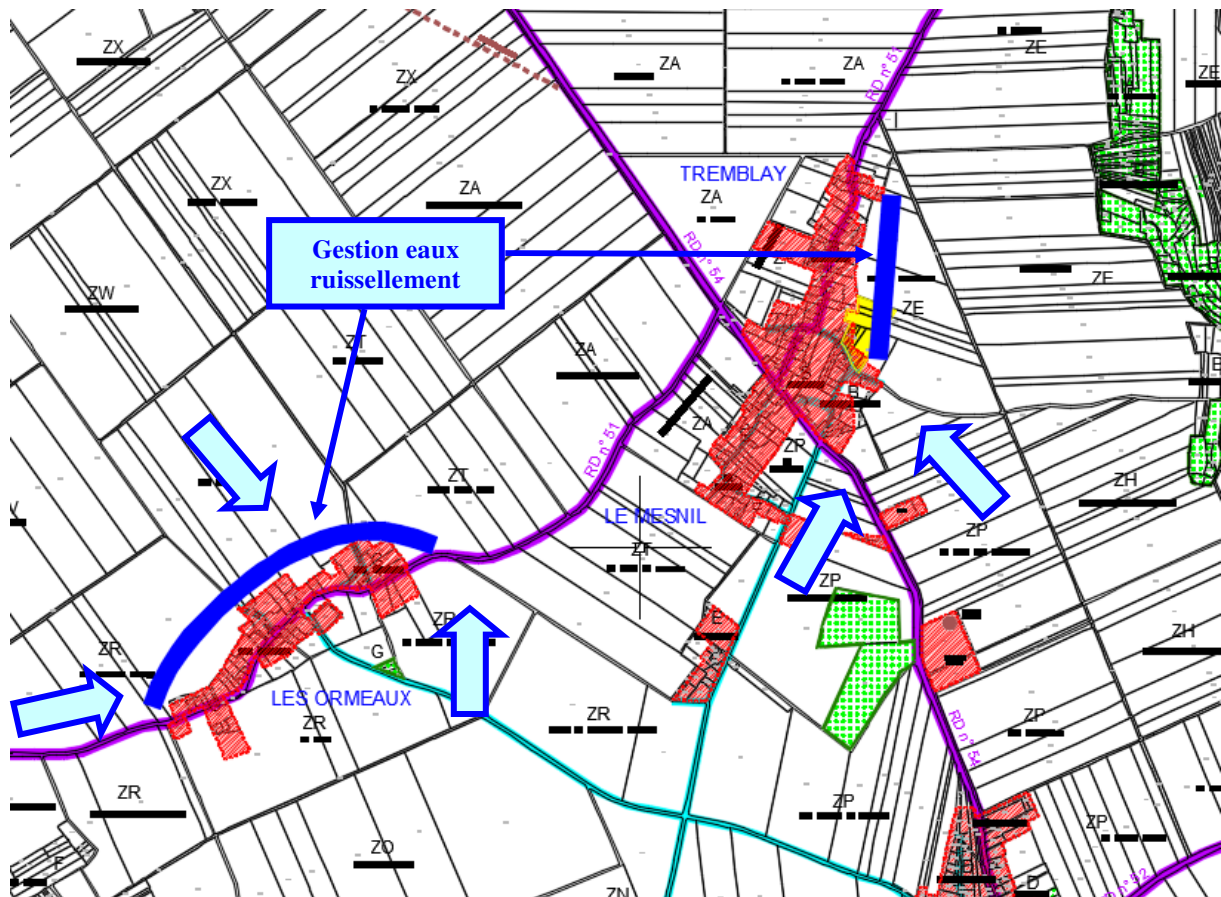 ZX
ZE
ZA
ZA
ZE
ZX
RD n° 51
TREMBLAY
ZX
ZA
ZA
Gestion eaux
ruissellement
RD n° 54
ZW
ZE
ZT
ZA
ZA
RD n° 51
ZP
ZT
ZH
LE MESNIL
ZP
ZT
ZP
ZR
E
ZH
G
LES ORMEAUX
ZR
ZR
ZP
RD n° 54
ZR
ZP
ZP
ZO
F
ZN
D